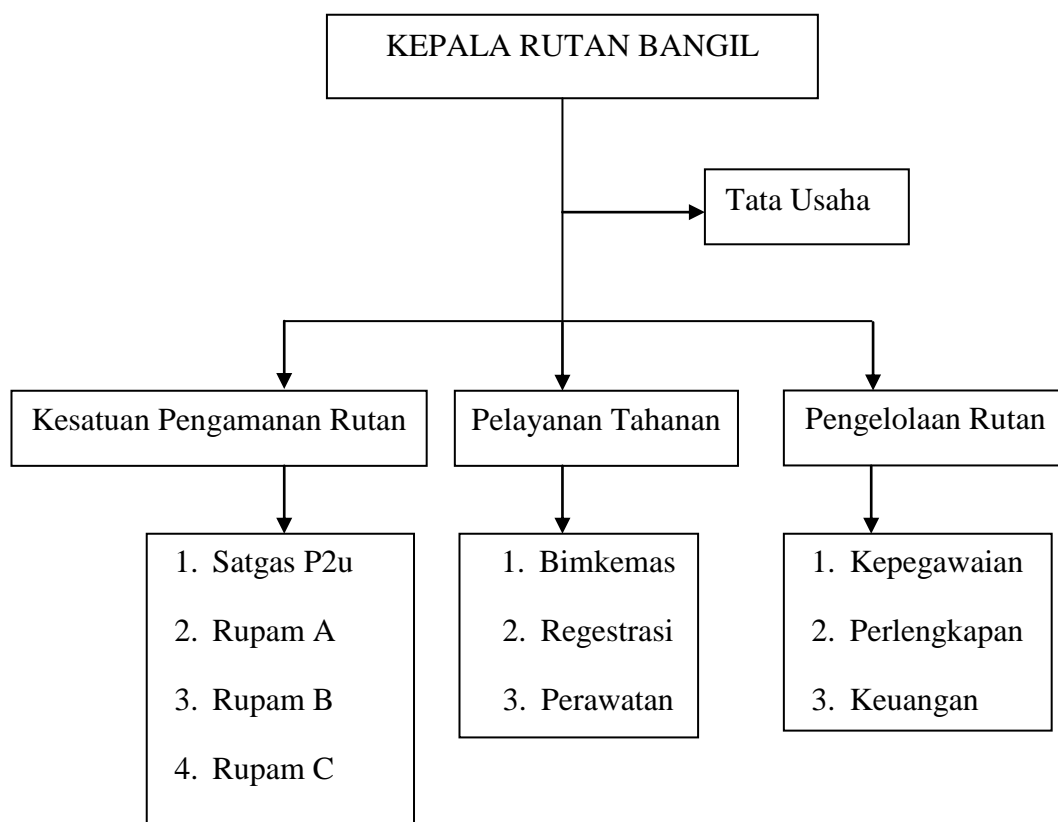 KEPALA RUTAN BANGIL
Tata Usaha
Kesatuan Pengamanan Rutan
Pelayanan Tahanan
Pengelolaan Rutan
1. Satgas P2u
2. Rupam A
3. Rupam B
4. Rupam C
1. Bimkemas
2. Regestrasi
3. Perawatan
1. Kepegawaian
2. Perlengkapan
3. Keuangan